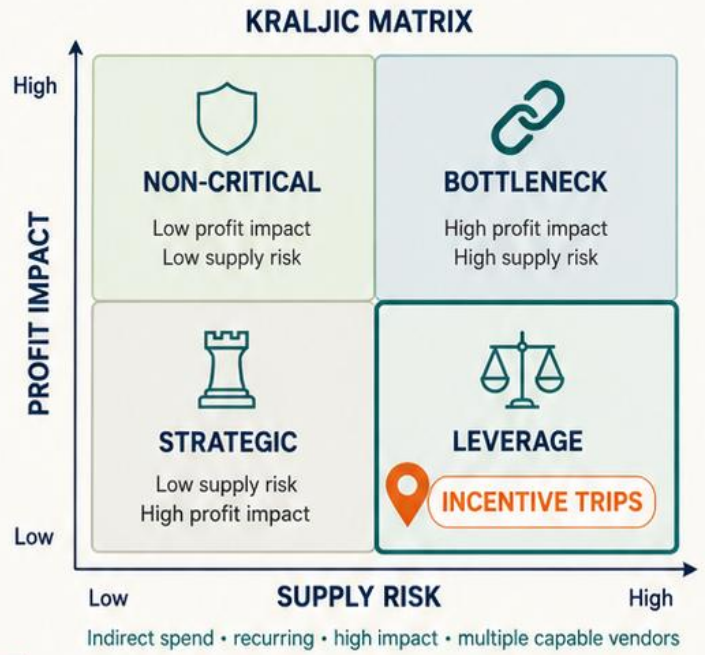 KRALJIC MATRIX
High
NON-CRITICAL
Low profit impact
Low supply risk
BOTTLENECK
High profit impact
High supply risk
PROFIT IMPACT
STRATEGIC
Low supply risk
High profit impact
LEVERAGE
INCENTIVE TRIPS
Low
Low
SUPPLY RISK
High
Indirect spend • recurring • high impact • multiple capable vendors